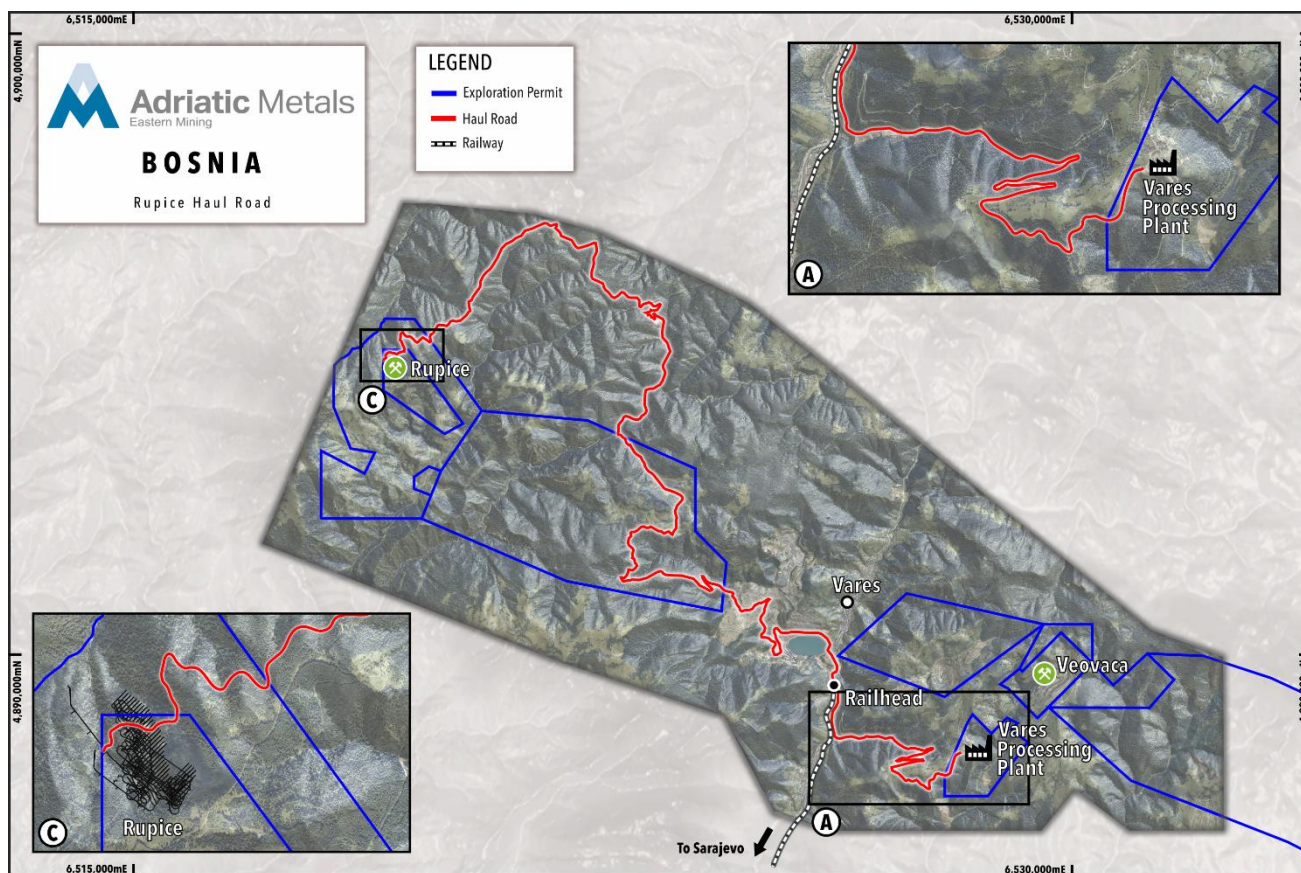 6,515,000mE
6,530,000mE
4,900,000mN
Adriatic Metals
Eastern Mining
BOSNIA
Rupice Haul Road
LEGEND
Exploration Permit
Haul Road
Railway
Vares
Processing
Plant
A
Rupice
C
Vares
Veovaca
Railhead
Vares
Processing
Plant
A
4,890,000mN
Rupice
C
To Sarajevo
6,515,000mE
6,530,000mE